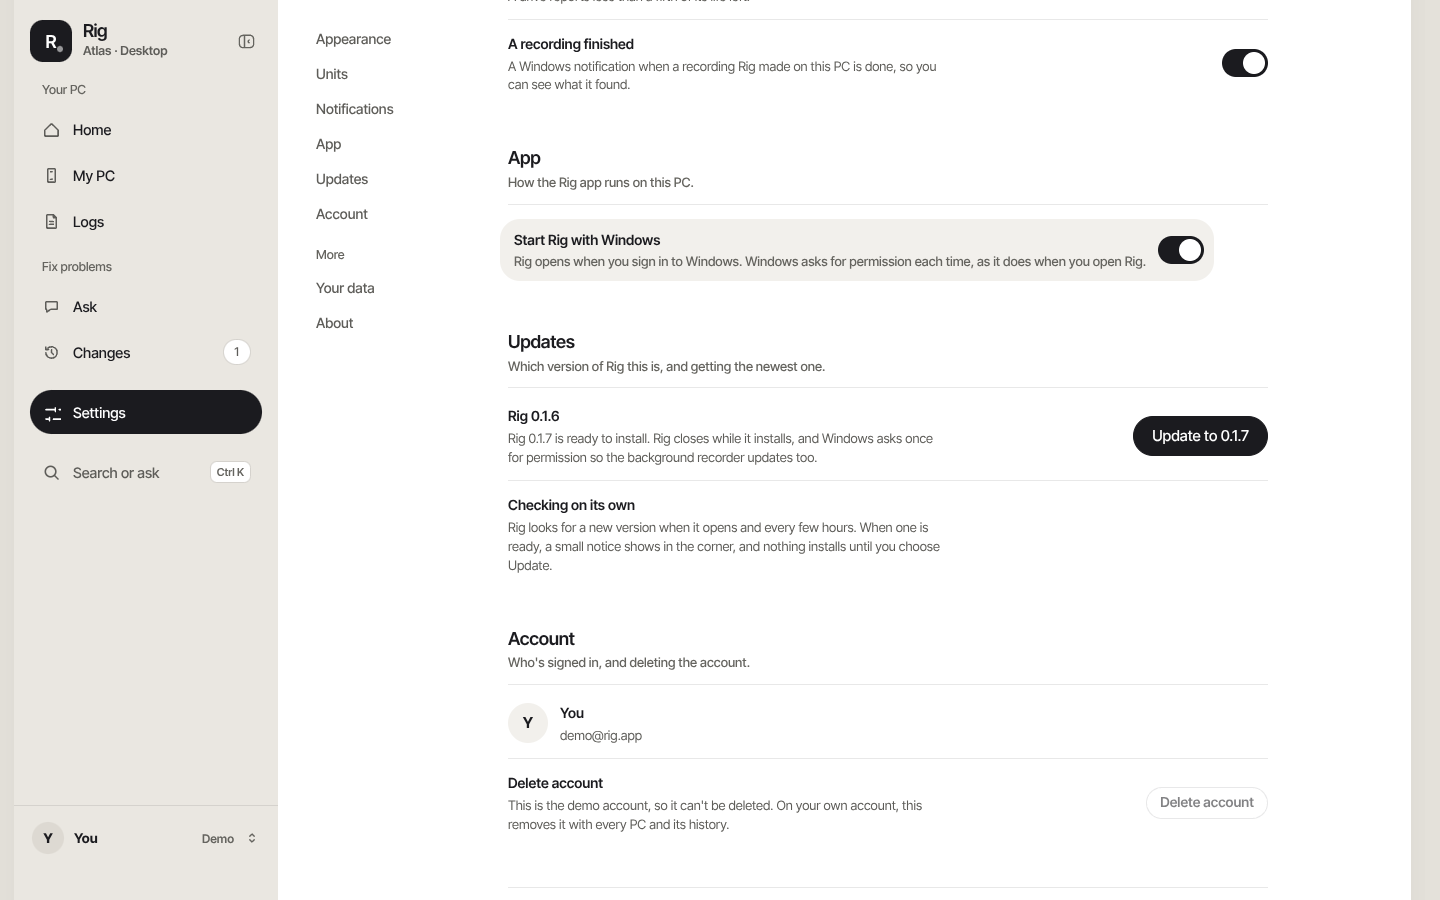 R.
Rig
Atlas · Desktop
Your PC
Home
My PC
Logs
Fix problems
Ask
Changes
1
Settings
Search or ask
Ctrl K
Y
You
Demo
Appearance
Units
Notifications
App
Updates
Account
More
Your data
About
A recording finished
A Windows notification when a recording Rig made on this PC is done, so you
can see what it found.
App
How the Rig app runs on this PC.
Start Rig with Windows
Rig opens when you sign in to Windows. Windows asks for permission each time, as it does when you open Rig.
Updates
Which version of Rig this is, and getting the newest one.
Rig 0.1.6
Rig 0.1.7 is ready to install. Rig closes while it installs, and Windows asks once
for permission so the background recorder updates too.
Update to 0.1.7
Checking on its own
Rig looks for a new version when it opens and every few hours. When one is
ready, a small notice shows in the corner, and nothing installs until you choose
Update.
Account
Who's signed in, and deleting the account.
Y
You
demo@rig.app
Delete account
This is the demo account, so it can't be deleted. On your own account, this
removes it with every PC and its history.
Delete account